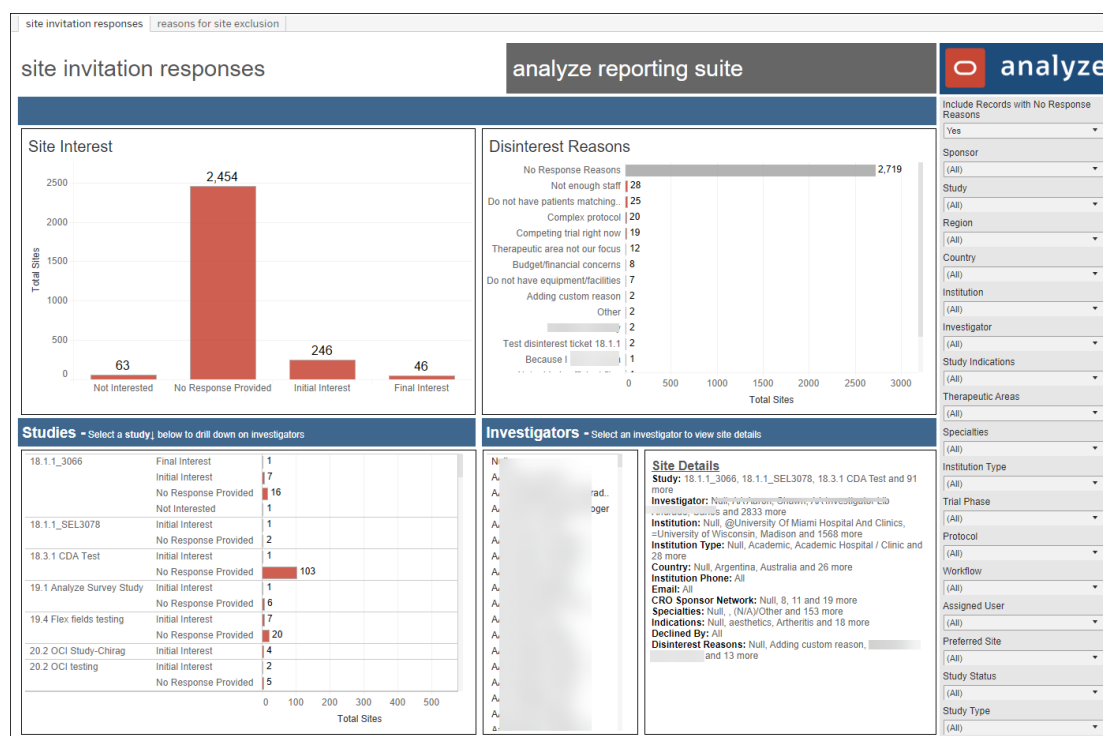 site invitation responses
reasons for site exclusion
site invitation responses
analyze reporting suite
analyze
Site Interest
Total Sites
2500
2000
1500
1000
500
0
63
2,454
246
46
Not Interested
No Response Provided
Initial Interest
Final Interest
Disinterest Reasons
No Response Reasons 2,719
Not enough staff 28
Do not have patients matching.. 25
Complex protocol 20
Competing trial right now 19
Therapeutic area not our focus 12
Budget/financial concerns 8
Do not have equipment/facilities 7
Adding custom reason 2
Other 2
2
Test disinterest ticket 18.1.1 2
Because I 1
0 500 1000 1500 2000 2500 3000
Total Sites
Studies - Select a study↓ below to drill down on investigators
18.1.1_3066 Final Interest 1
Initial Interest 7
No Response Provided 16
Not Interested 1
18.1.1_SEL3078 Initial Interest 1
No Response Provided 2
18.3.1 CDA Test Initial Interest 1
No Response Provided 103
19.1 Analyze Survey Study Initial Interest 1
No Response Provided 6
19.4 Flex fields testing Initial Interest 7
No Response Provided 20
20.2 OCI Study-Chirag Initial Interest 4
20.2 OCI testing Initial Interest 2
No Response Provided 5
0 100 200 300 400 500
Total Sites
Investigators - Select an investigator to view site details
Site Details
Study: 18.1.1_3066, 18.1.1_SEL3078, 18.3.1 CDA Test and 91
more
Investigator: Null,
and 2833 more
Institution: Null, @University Of Miami Hospital And Clinics,
=University of Wisconsin, Madison and 1568 more
Institution Type: Null, Academic, Academic Hospital / Clinic and
28 more
Country: Null, Argentina, Australia and 26 more
Institution Phone: All
Email: All
CRO Sponsor Network: Null, 8, 11 and 19 more
Specialties: Null, , (N/A)/Other and 153 more
Indications: Null, aesthetics, Artheritis and 18 more
Declined By: All
Disinterest Reasons: Null, Adding custom reason,
and 13 more
Include Records with No Response
Reasons
Yes
Sponsor
(All)
Study
(All)
Region
(All)
Country
(All)
Institution
(All)
Investigator
(All)
Study Indications
(All)
Therapeutic Areas
(All)
Specialties
(All)
Institution Type
(All)
Trial Phase
(All)
Protocol
(All)
Workflow
(All)
Assigned User
(All)
Preferred Site
(All)
Study Status
(All)
Study Type
(All)